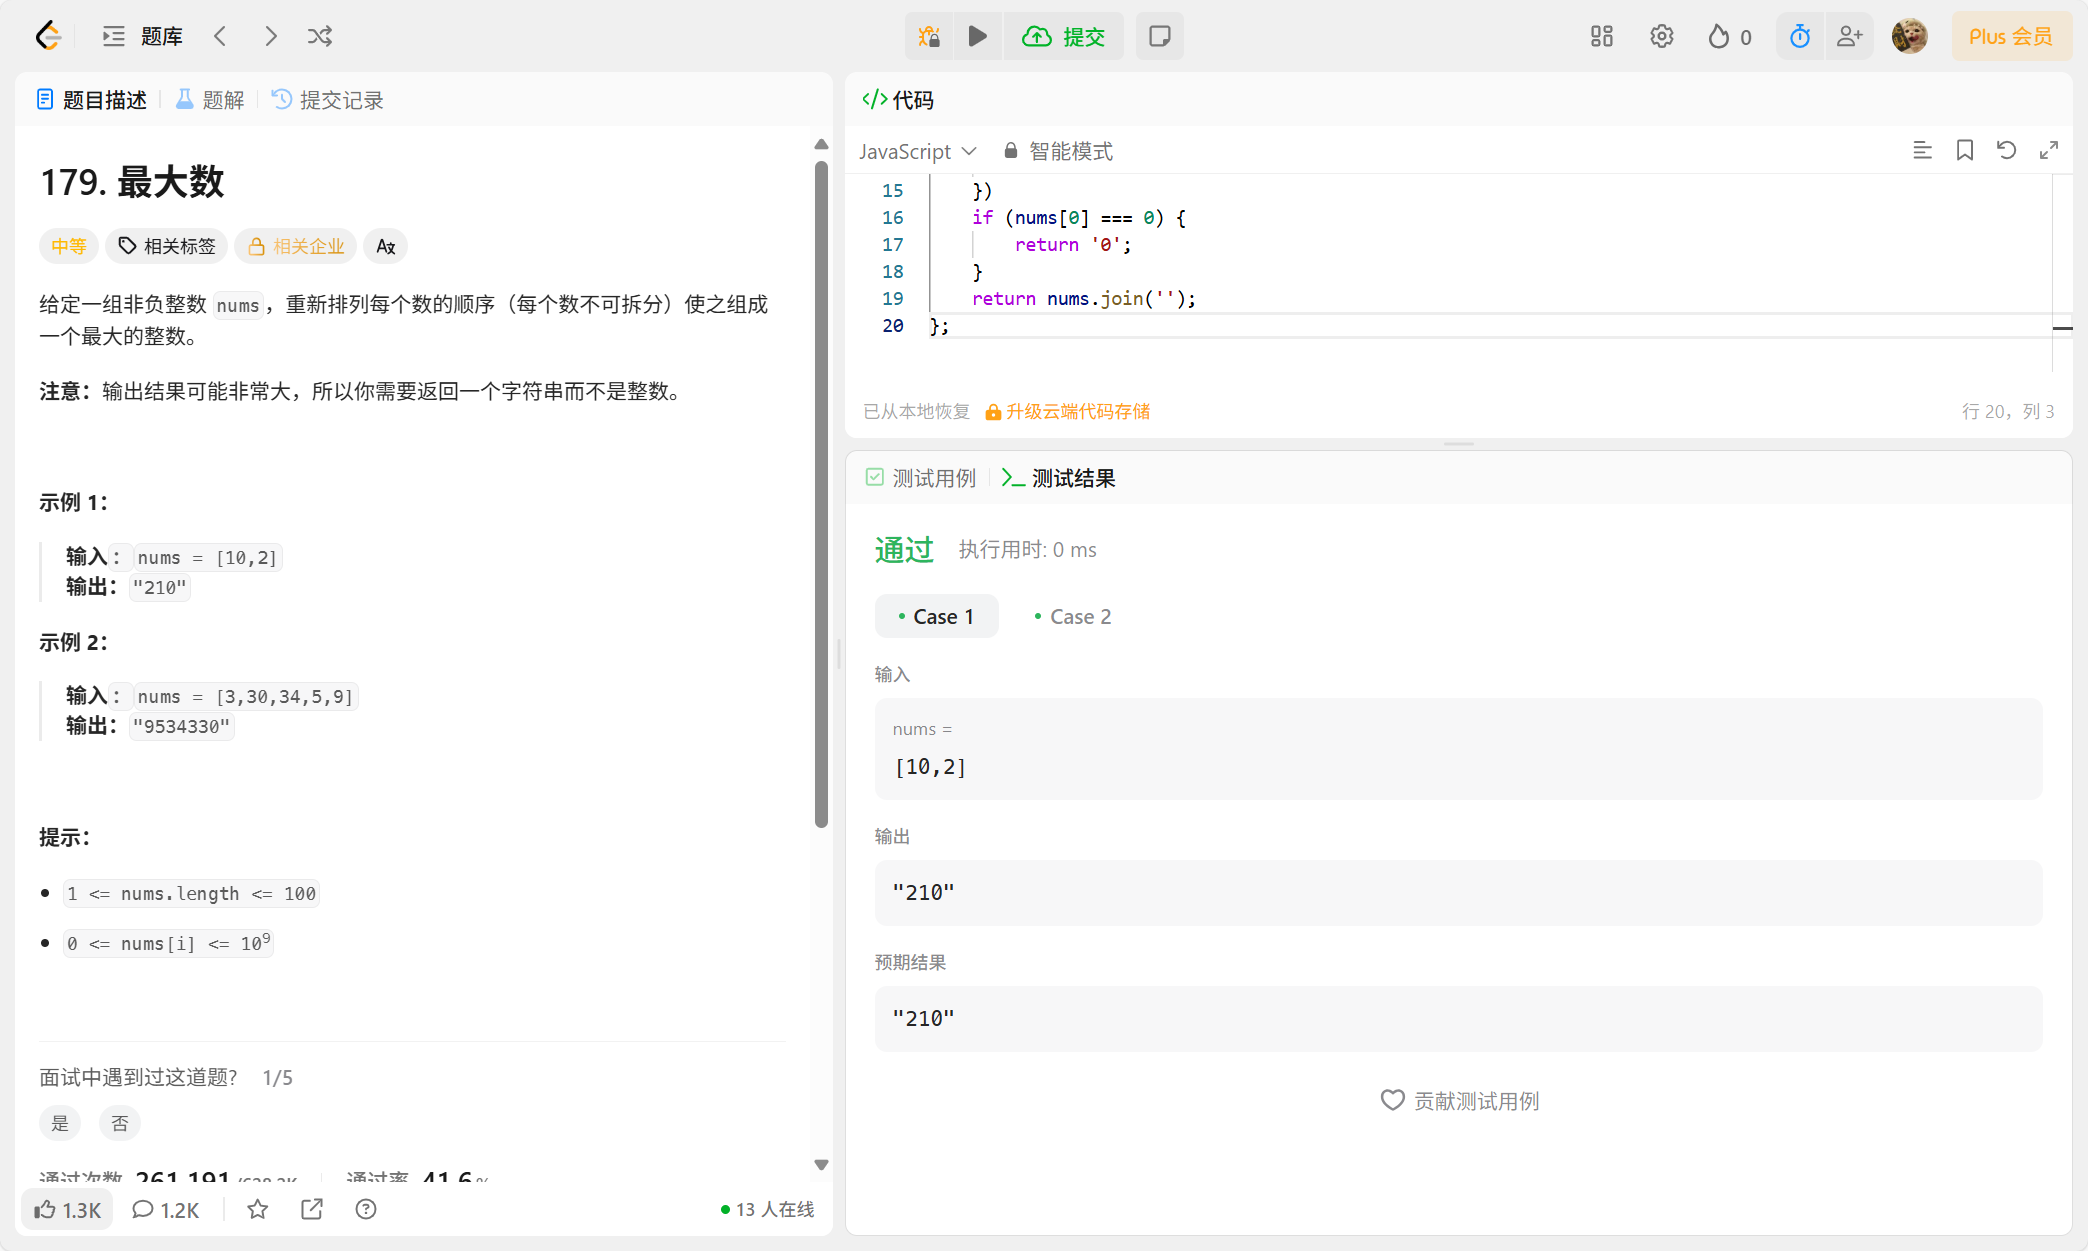 题库
提交
0
Plus 会员
题目描述
题解
提交记录
179. 最大数
中等
相关标签
相关企业
给定一组非负整数 nums，重新排列每个数的顺序（每个数不可拆分）使之组成
一个最大的整数。
注意：输出结果可能非常大，所以你需要返回一个字符串而不是整数。
示例 1：
输入：nums = [10,2]
输出："210"
示例 2：
输入：nums = [3,30,34,5,9]
输出："9534330"
提示：
1 <= nums.length <= 100
0 <= nums[i] <= 10⁹
面试中遇到过这道题?  1/5
是
否
通过次数 261,191
通过率 41.6%
1.3K
1.2K
13 人在线
代码
JavaScript
智能模式
15 })
16 if (nums[0] === 0) {
17 return '0';
18 }
19 return nums.join('');
20 };
已从本地恢复
升级云端代码存储
行 20，列 3
测试用例
测试结果
通过
执行用时: 0 ms
Case 1
Case 2
输入
nums =
[10,2]
输出
"210"
预期结果
"210"
贡献测试用例